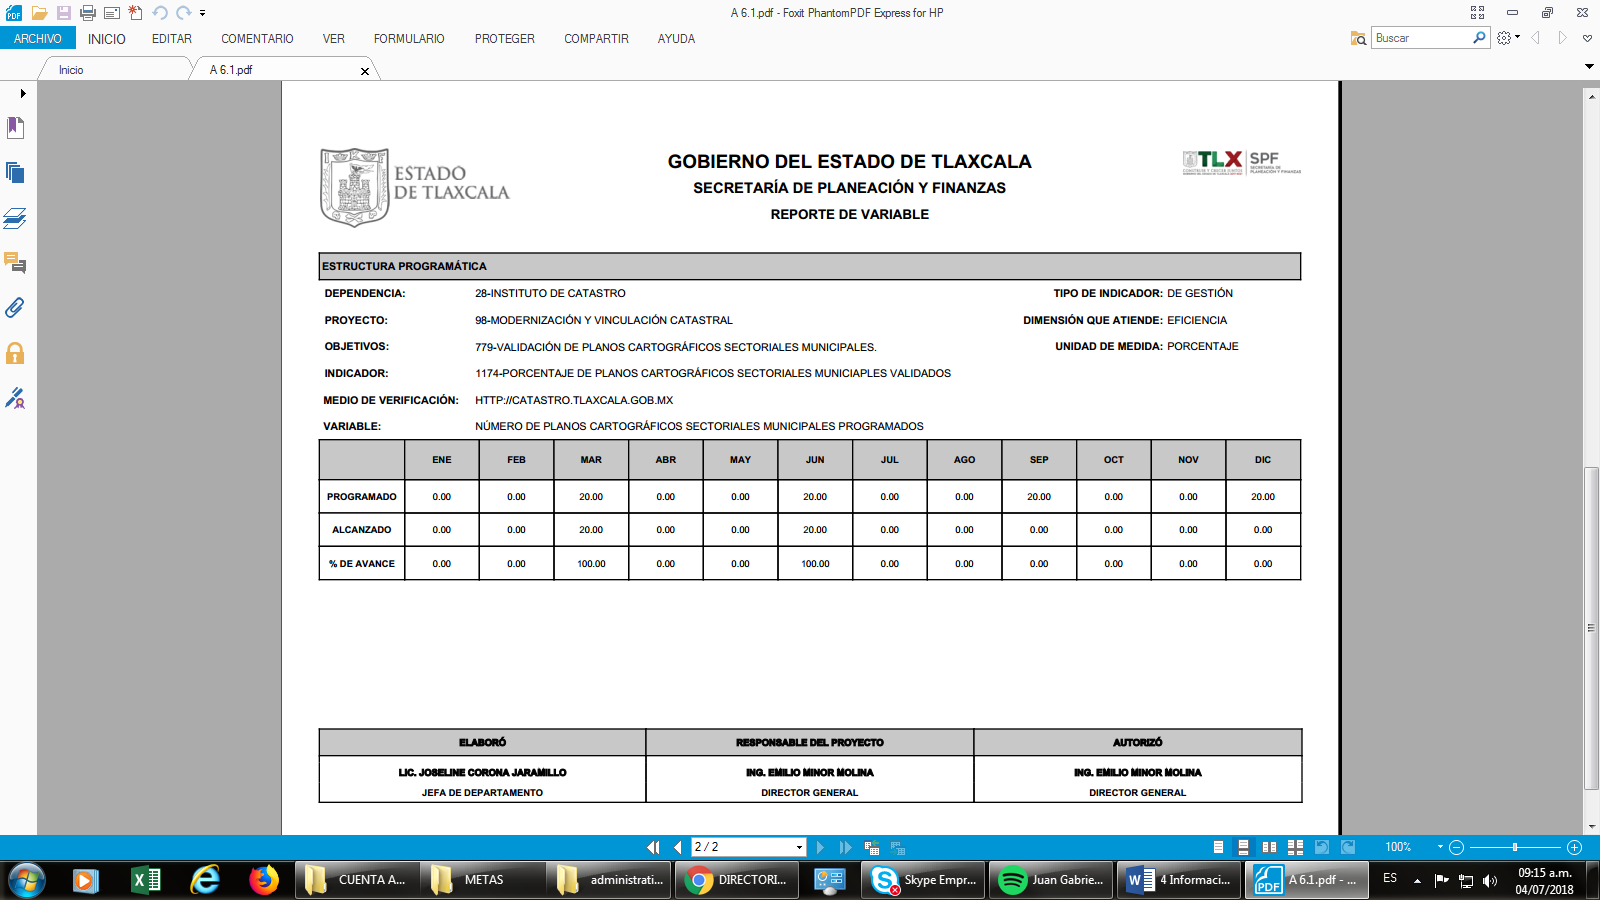 A 6.1.pdf - Foxit PhantomPDF Express for HP
ARCHIVO INICIO EDITAR COMENTARIO VER FORMULARIO PROTEGER COMPARTIR AYUDA Buscar
Inicio A 6.1.pdf
ESTADO DE TLAXCALA
GOBIERNO DEL ESTADO DE TLAXCALA
SECRETARÍA DE PLANEACIÓN Y FINANZAS
REPORTE DE VARIABLE
TLX SPF
SECRETARÍA DE PLANEACIÓN Y FINANZAS
ESTRUCTURA PROGRAMÁTICA
DEPENDENCIA: 28-INSTITUTO DE CATASTRO TIPO DE INDICADOR: DE GESTIÓN
PROYECTO: 98-MODERNIZACIÓN Y VINCULACIÓN CATASTRAL DIMENSIÓN QUE ATIENDE: EFICIENCIA
OBJETIVOS: 779-VALIDACIÓN DE PLANOS CARTOGRÁFICOS SECTORIALES MUNICIPALES. UNIDAD DE MEDIDA: PORCENTAJE
INDICADOR: 1174-PORCENTAJE DE PLANOS CARTOGRÁFICOS SECTORIALES MUNICIAPLES VALIDADOS
MEDIO DE VERIFICACIÓN: HTTP://CATASTRO.TLAXCALA.GOB.MX
VARIABLE: NÚMERO DE PLANOS CARTOGRÁFICOS SECTORIALES MUNICIPALES PROGRAMADOS
ENE FEB MAR ABR MAY JUN JUL AGO SEP OCT NOV DIC
PROGRAMADO 0.00 0.00 20.00 0.00 0.00 20.00 0.00 0.00 20.00 0.00 0.00 20.00
ALCANZADO 0.00 0.00 20.00 0.00 0.00 20.00 0.00 0.00 0.00 0.00 0.00 0.00
% DE AVANCE 0.00 0.00 100.00 0.00 0.00 100.00 0.00 0.00 0.00 0.00 0.00 0.00
ELABORÓ RESPONSABLE DEL PROYECTO AUTORIZÓ
LIC. JOSELINE CORONA JARAMILLO ING. EMILIO MINOR MOLINA ING. EMILIO MINOR MOLINA
JEFA DE DEPARTAMENTO DIRECTOR GENERAL DIRECTOR GENERAL
2 / 2 100%
CUENTA A... METAS administrati... DIRECTORI... Skype Empr... Juan Gabrie... 4 Informaci... A 6.1.pdf - ... ES 09:15 a.m.
04/07/2018